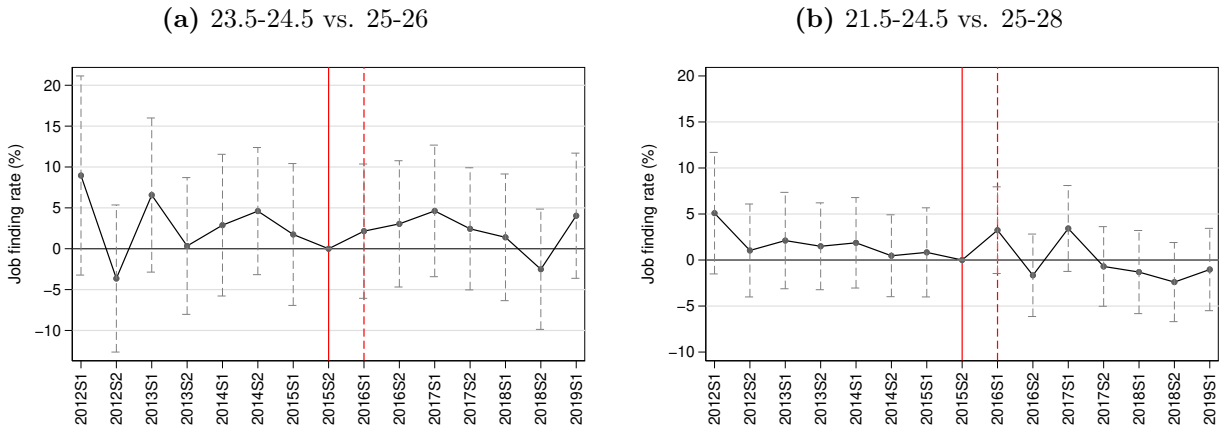 (a) 23.5-24.5 vs. 25-26
Job finding rate (%)
20
15
10
5
0
−5
−10
2012S1
2012S2
2013S1
2013S2
2014S1
2014S2
2015S1
2015S2
2016S1
2016S2
2017S1
2017S2
2018S1
2018S2
2019S1
(b) 21.5-24.5 vs. 25-28
Job finding rate (%)
20
15
10
5
0
−5
−10
2012S1
2012S2
2013S1
2013S2
2014S1
2014S2
2015S1
2015S2
2016S1
2016S2
2017S1
2017S2
2018S1
2018S2
2019S1